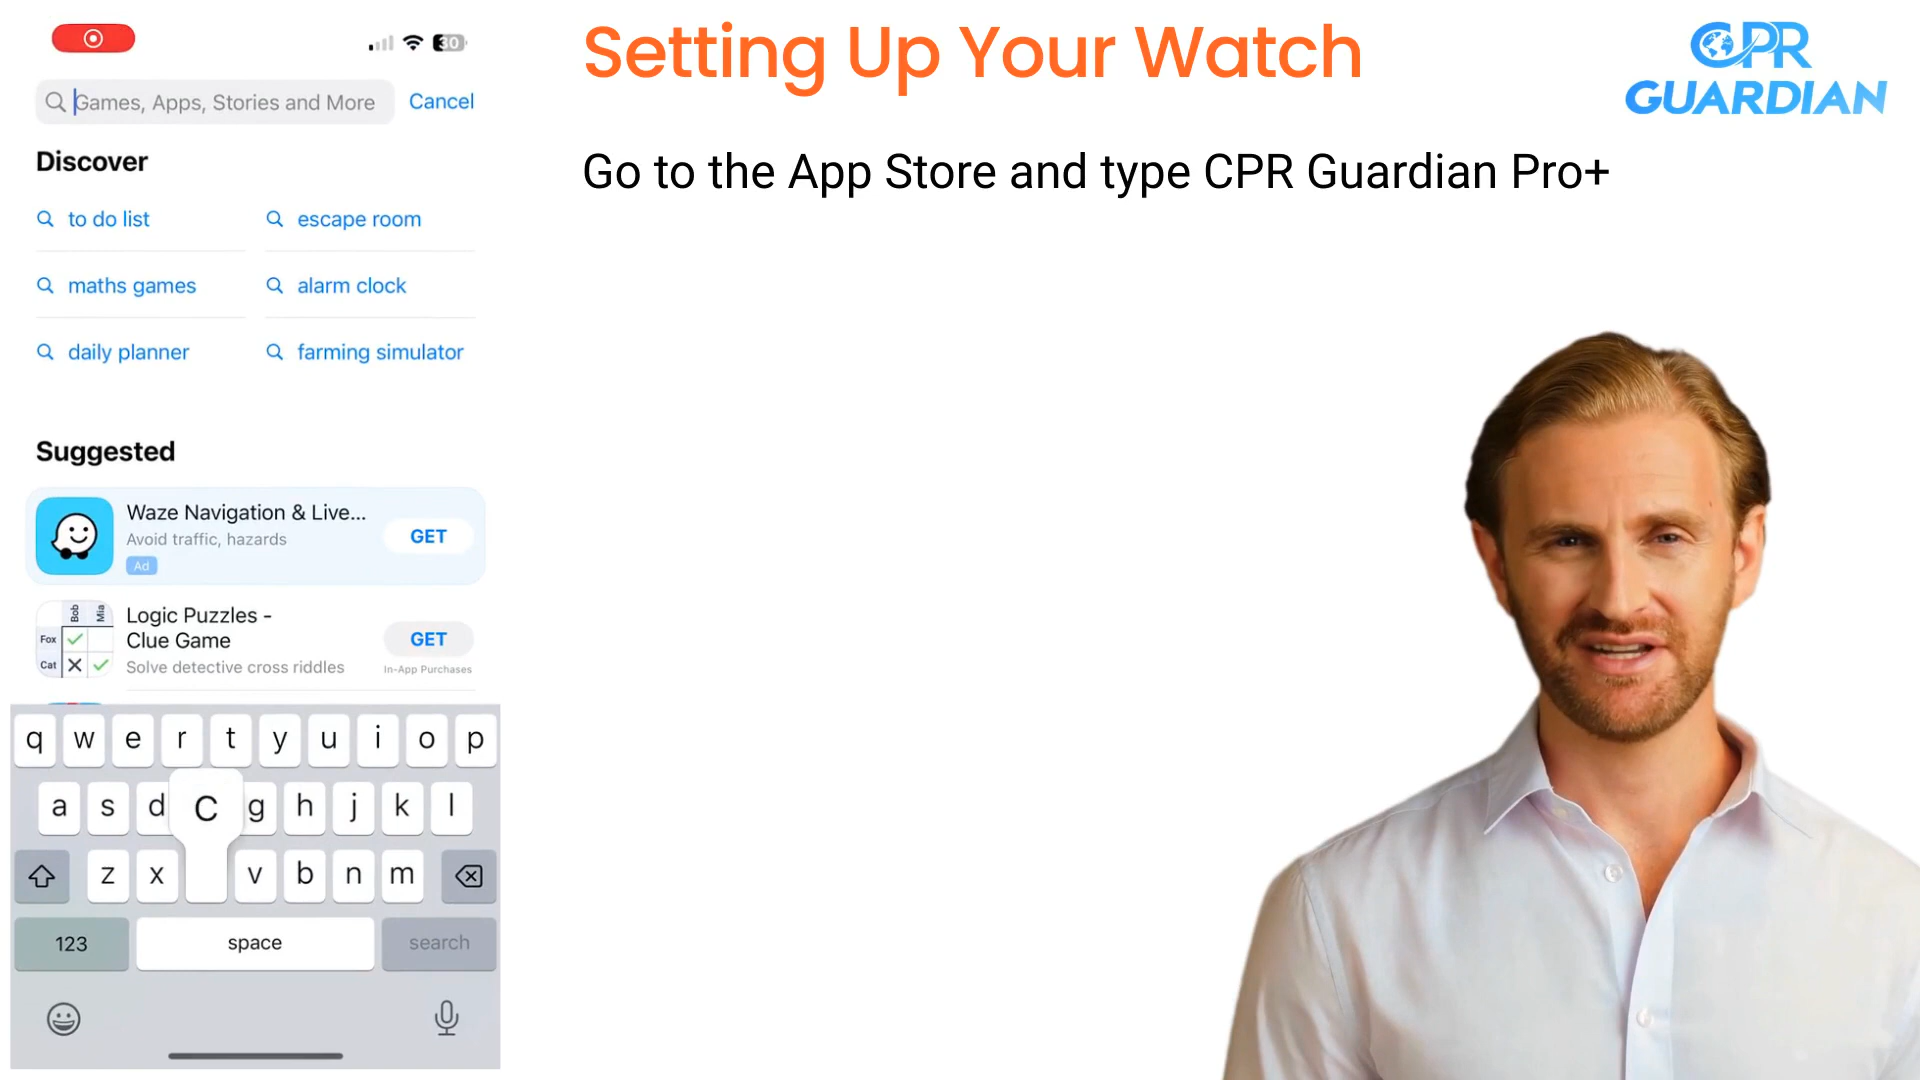 30
Games, Apps, Stories and More
Cancel
Discover
to do list
escape room
maths games
alarm clock
daily planner
farming simulator
Suggested
Waze Navigation & Live...
Avoid traffic, hazards
Ad
GET
Bob Mia
Fox
Cat
Logic Puzzles -
Clue Game
Solve detective cross riddles
GET
In-App Purchases
q w e r t y u i o p
a s d C g h j k l
z x v b n m
123 space search
Setting Up Your Watch
Go to the App Store and type CPR Guardian Pro+
CPR
GUARDIAN